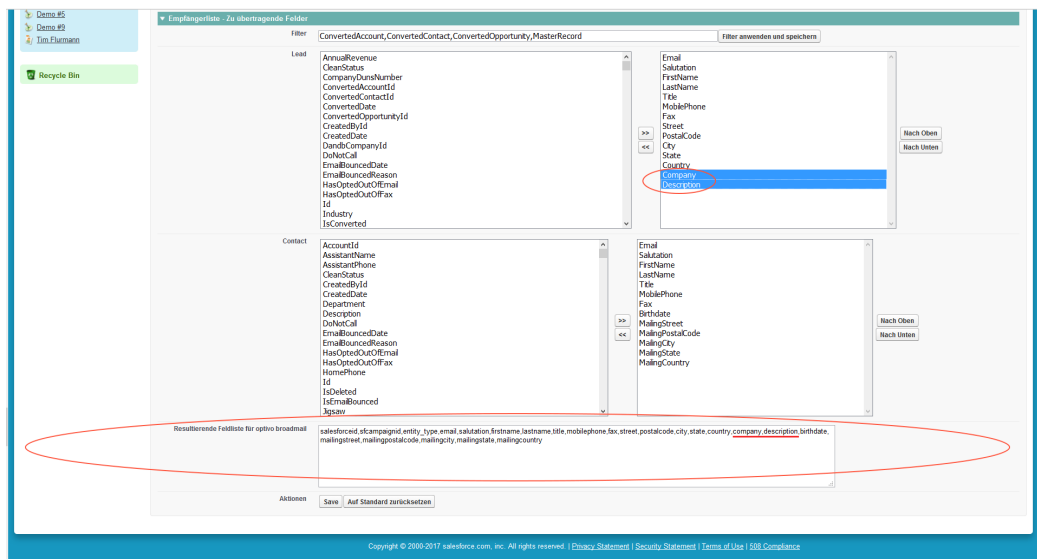 Demo #5
Demo #9
Tim Flurmann
Recycle Bin
▼ Empfängerliste - Zu übertragende Felder
Filter
ConvertedAccount,ConvertedContact,ConvertedOpportunity,MasterRecord
Filter anwenden und speichern
Lead
AnnualRevenue
CleanStatus
CompanyDunsNumber
ConvertedAccountId
ConvertedContactId
ConvertedDate
ConvertedOpportunityId
CreatedById
CreatedDate
DandbCompanyId
DoNotCall
EmailBouncedDate
EmailBouncedReason
HasOptedOutOfEmail
HasOptedOutOfFax
Id
Industry
IsConverted
>>
<<
Email
Salutation
FirstName
LastName
Title
MobilePhone
Fax
Street
PostalCode
City
State
Country
Company
Description
Nach Oben
Nach Unten
Contact
AccountId
AssistantName
AssistantPhone
CleanStatus
CreatedById
CreatedDate
Department
Description
DoNotCall
EmailBouncedDate
EmailBouncedReason
HasOptedOutOfEmail
HasOptedOutOfFax
HomePhone
Id
IsDeleted
IsEmailBounced
Jigsaw
>>
<<
Email
Salutation
FirstName
LastName
Title
MobilePhone
Fax
Birthdate
MailingStreet
MailingPostalCode
MailingCity
MailingState
MailingCountry
Nach Oben
Nach Unten
Resultierende Feldliste für optivo broadmail
salesforceid,sfcampaignid,entity_type,email,salutation,firstname,lastname,title,mobilephone,fax,street,postalcode,city,state,country,company,description,birthdate,
mailingstreet,mailingpostalcode,mailingcity,mailingstate,mailingcountry
Aktionen
Save
Auf Standard zurücksetzen
Copyright © 2000-2017 salesforce.com, inc. All rights reserved. | Privacy Statement | Security Statement | Terms of Use | 508 Compliance